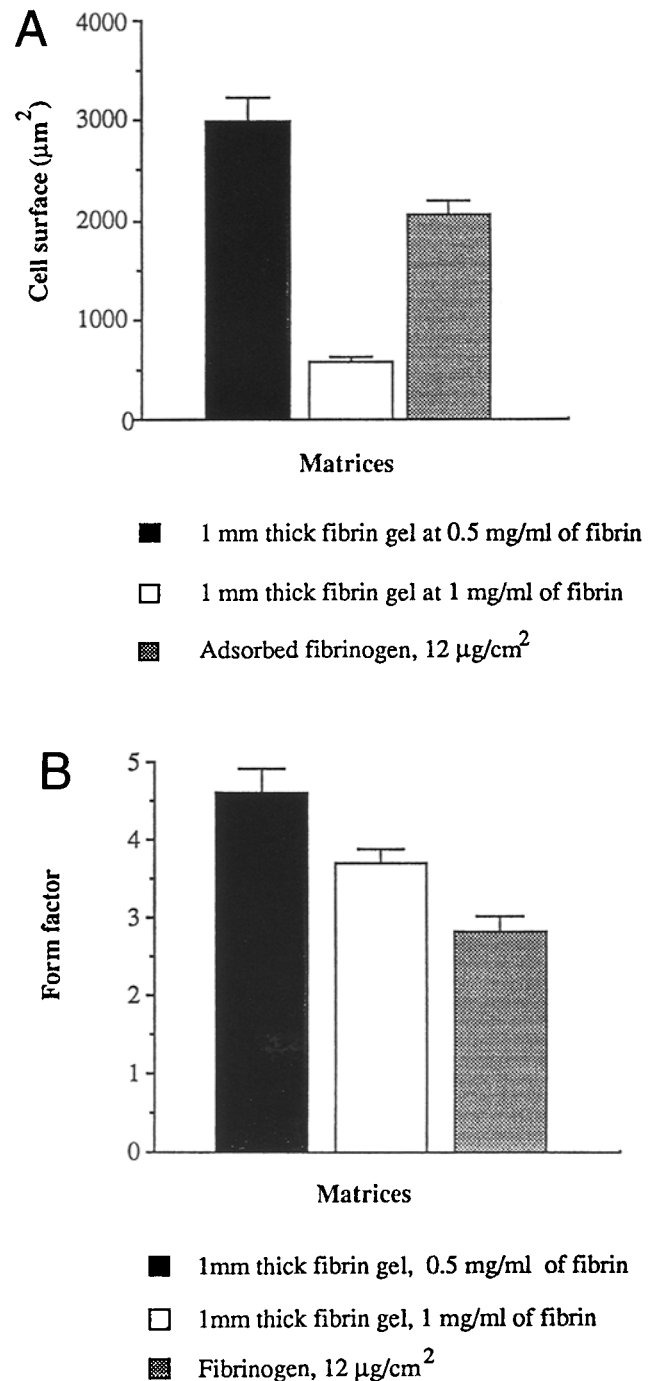 A
4000
3000
2000
1000
0
Cell surface (µm²)
Matrices
1 mm thick fibrin gel at 0.5 mg/ml of fibrin
1 mm thick fibrin gel at 1 mg/ml of fibrin
Adsorbed fibrinogen, 12 µg/cm²
B
5
4
3
2
1
0
Form factor
Matrices
1mm thick fibrin gel, 0.5 mg/ml of fibrin
1mm thick fibrin gel, 1 mg/ml of fibrin
Fibrinogen, 12 µg/cm²